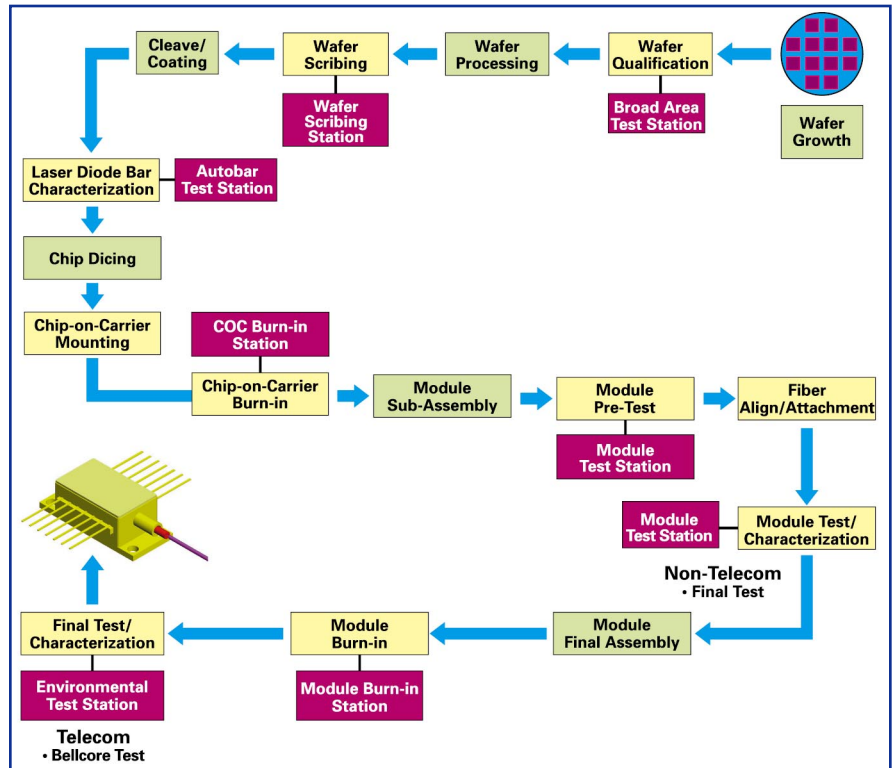 Cleave/
Coating
Wafer
Scribing
Wafer
Processing
Wafer
Qualification
Wafer
Scribing
Station
Broad Area
Test Station
Wafer
Growth
Laser Diode Bar
Characterization
Autobar
Test Station
Chip Dicing
Chip-on-Carrier
Mounting
COC Burn-in
Station
Chip-on-Carrier
Burn-in
Module
Sub-Assembly
Module
Pre-Test
Fiber
Align/Attachment
Module
Test Station
Module
Test Station
Module Test/
Characterization
Non-Telecom
• Final Test
Final Test/
Characterization
Module
Burn-in
Module
Final Assembly
Environmental
Test Station
Module Burn-in
Station
Telecom
• Bellcore Test